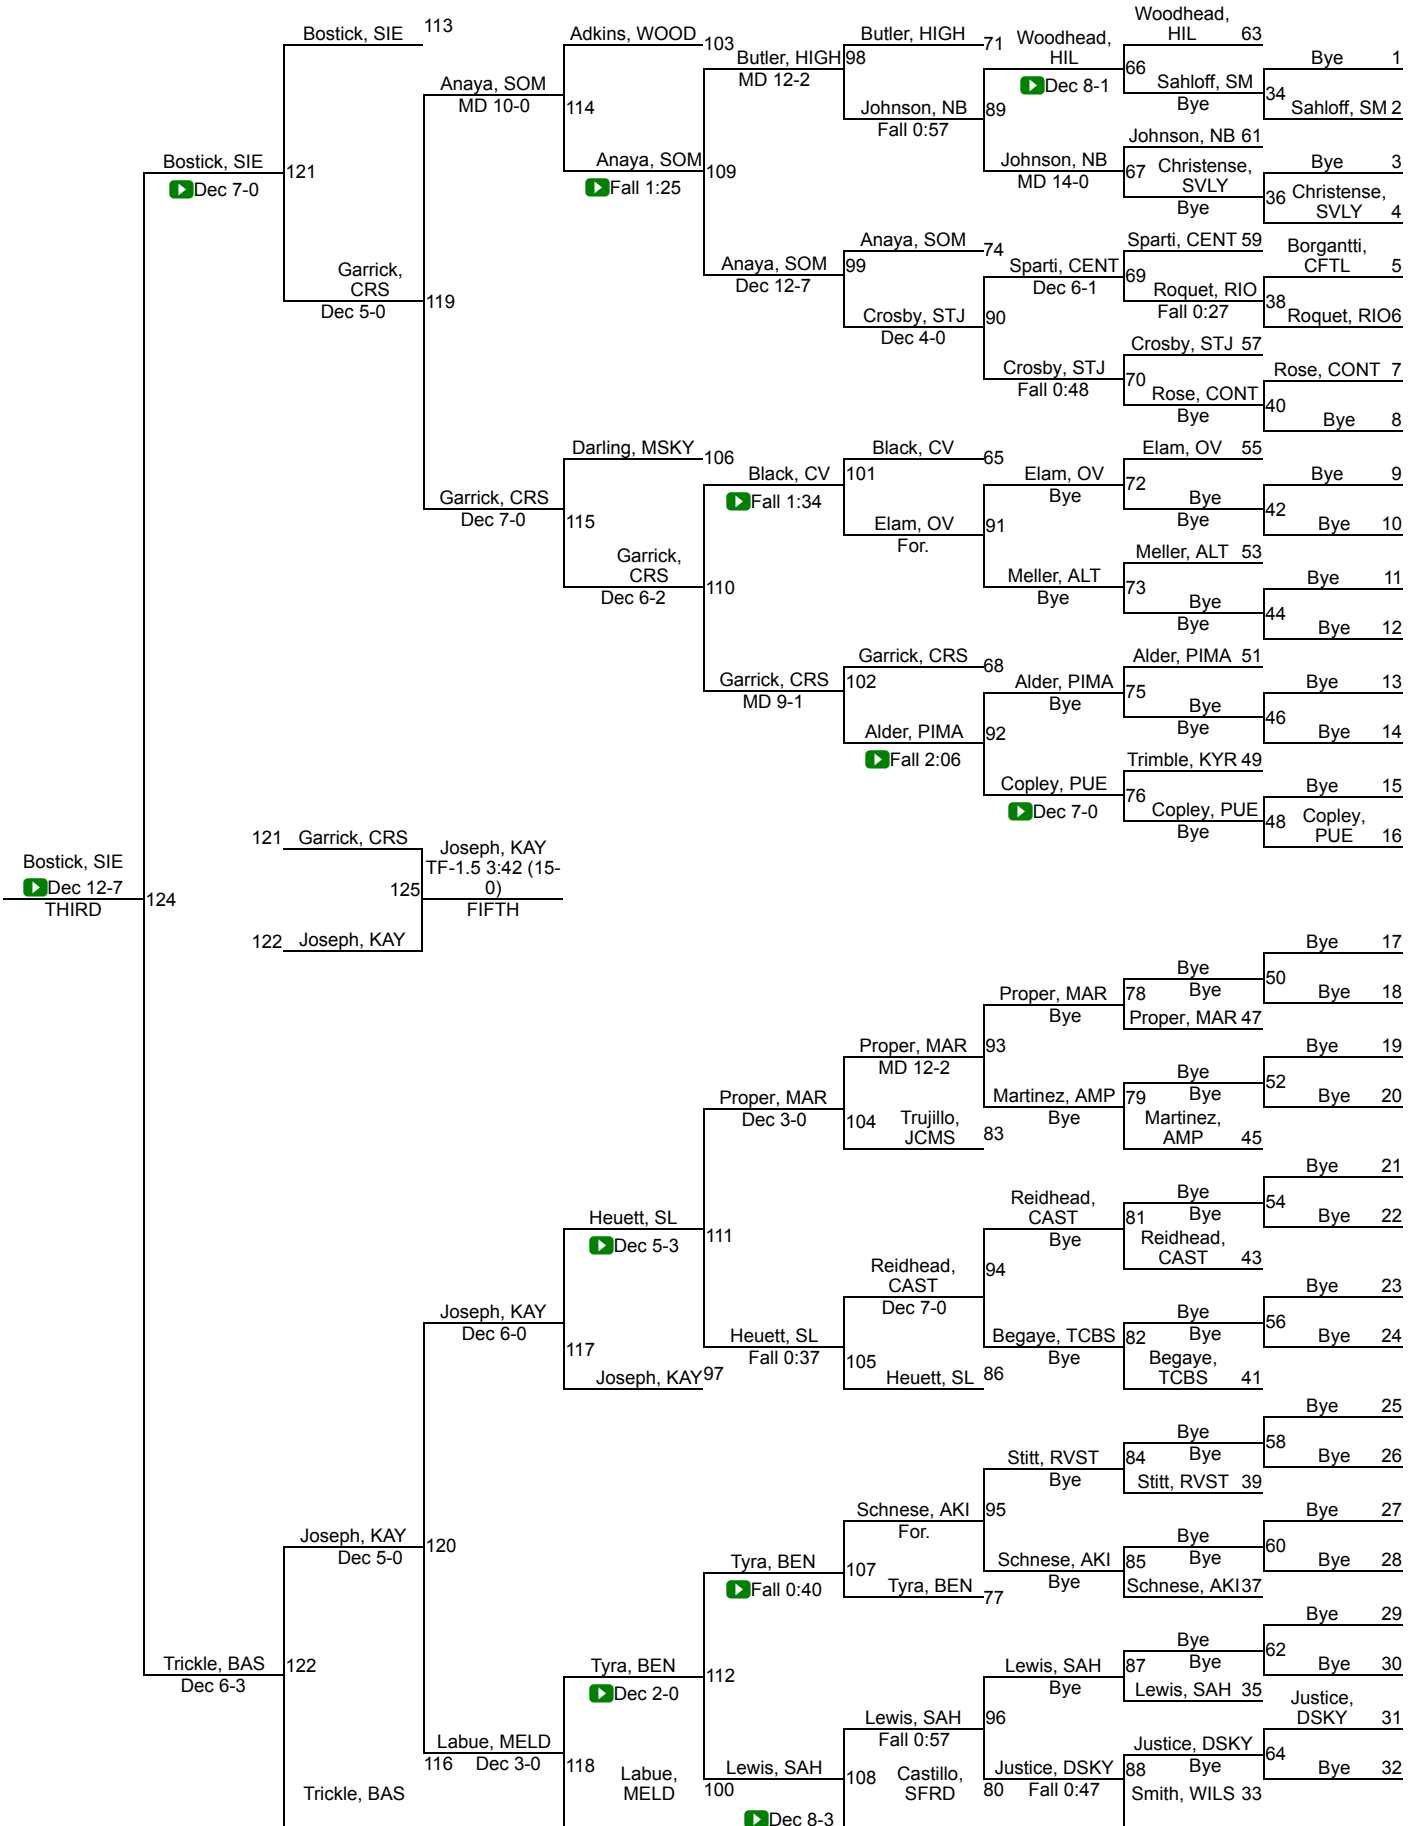 Bostick, SIE 113
Adkins, WOOD 103
Butler, HIGH 98
MD 12-2
Butler, HIGH 71
Woodhead,
HIL
Dec 8-1
Woodhead,
HIL 63
66
Sahloff, SM
Bye
34
Bye 1
Sahloff, SM 2
Anaya, SOM
MD 10-0
114
Johnson, NB
Fall 0:57
89
Johnson, NB 61
Johnson, NB
MD 14-0
67
Christense,
SVLY
Bye
36
Bye 3
Christense,
SVLY 4
Bostick, SIE
Dec 7-0
121
Anaya, SOM
Fall 1:25
109
Anaya, SOM
Dec 12-7
Anaya, SOM 74
99
Sparti, CENT
Dec 6-1
Sparti, CENT 59
69
Roquet, RIO
Fall 0:27
38
Borgantti,
CFTL 5
Roquet, RIO 6
Garrick,
CRS
Dec 5-0
119
Crosby, STJ
Dec 4-0
90
Crosby, STJ 57
Crosby, STJ
Fall 0:48
70
Rose, CONT
Bye
40
Rose, CONT 7
Bye 8
Darling, MSKY 106
Black, CV
Fall 1:34
Black, CV 65
101
Elam, OV
Bye
Elam, OV 55
72
Bye
Bye
42
Bye 9
Bye 10
Garrick, CRS
Dec 7-0
115
Elam, OV
For.
91
Meller, ALT 53
Meller, ALT
Bye
73
Bye
Bye
44
Bye 11
Bye 12
Garrick,
CRS
Dec 6-2
110
Garrick, CRS
MD 9-1
Garrick, CRS 68
102
Alder, PIMA
Bye
Alder, PIMA 51
75
Bye
Bye
46
Bye 13
Bye 14
Alder, PIMA
Fall 2:06
92
Trimble, KYR 49
Copley, PUE
Dec 7-0
76
Copley, PUE
Bye
48
Bye 15
Copley,
PUE 16
Bostick, SIE
Dec 12-7
THIRD
124
121 Garrick, CRS
122 Joseph, KAY
125
Joseph, KAY
TF-1.5 3:42 (15-
0)
FIFTH
Bye 17
Bye 18
50
Bye
Bye
Proper, MAR
Bye
78
Proper, MAR 47
Proper, MAR
MD 12-2
93
Bye 19
Bye 20
52
Bye
Bye
Martinez, AMP
Bye
79
Martinez,
AMP 45
Proper, MAR
Dec 3-0
104
Trujillo,
JCMS 83
Bye 21
Bye 22
54
Bye
Bye
Reidhead,
CAST
Bye
81
Reidhead,
CAST 43
Heuett, SL
Dec 5-3
111
Reidhead,
CAST
Dec 7-0
94
Bye 23
Bye 24
56
Bye
Bye
Begaye, TCBS
Bye
82
Begaye,
TCBS 41
Joseph, KAY
Dec 6-0
117
Heuett, SL
Fall 0:37
105
Heuett, SL 86
Joseph, KAY 97
Bye 25
Bye 26
58
Bye
Bye
Stitt, RVST
Bye
84
Stitt, RVST 39
Joseph, KAY
Dec 5-0
120
Schnese, AKI
For.
95
Bye 27
Bye 28
60
Bye
Bye
Schnese, AKI
Bye
85
Schnese, AKI 37
Tyra, BEN
Fall 0:40
107
Tyra, BEN 77
Bye 29
Bye 30
62
Bye
Bye
Lewis, SAH
Bye
87
Lewis, SAH 35
Trickle, BAS
Dec 6-3
122
Tyra, BEN
Dec 2-0
112
Lewis, SAH
Fall 0:57
96
Justice,
DSKY 31
Bye 32
64
Justice, DSKY
Bye
Justice, DSKY
80 Fall 0:47
88
Smith, WILS 33
Labue, MELD
116 Dec 3-0
118
Labue,
MELD
100
Lewis, SAH
Dec 8-3
108
Castillo,
SFRD
Trickle, BAS